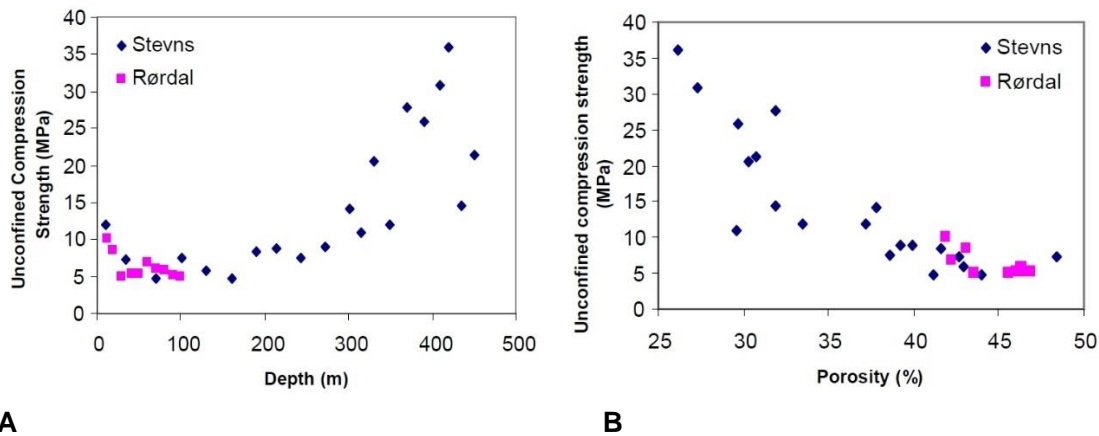 40
35
30
25
20
15
10
5
0
Unconfined Compression
Strength (MPa)
Stevns
Rørdal
0 100 200 300 400 500
Depth (m)
A
40
35
30
25
20
15
10
5
0
Unconfined compression strength
(MPa)
Stevns
Rørdal
25 30 35 40 45 50
Porosity (%)
B